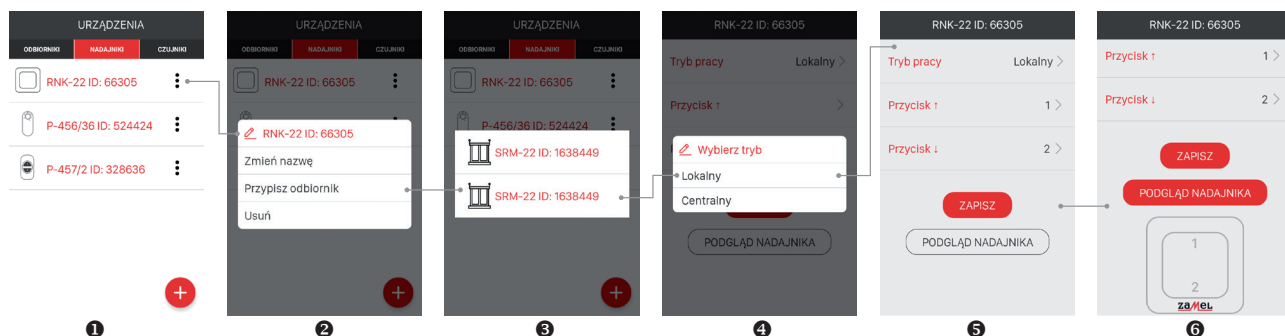 URZĄDZENIA
ODBIORNIKI NADAJNIKI CZUJNIKI
RNK-22 ID: 66305
P-456/36 ID: 524424
P-457/2 ID: 328636
+
❶
URZĄDZENIA
ODBIORNIKI NADAJNIKI CZUJNIKI
RNK-22 ID: 66305
RNK-22 ID: 66305
Zmień nazwę
Przypisz odbiornik
Usuń
+
❷
URZĄDZENIA
ODBIORNIKI NADAJNIKI CZUJNIKI
RNK-22 ID: 66305
P-456/36 ID: 524424
SRM-22 ID: 1638449
SRM-22 ID: 1638449
+
❸
RNK-22 ID: 66305
Tryb pracy Lokalny >
Przycisk ↑ >
Wybierz tryb
Lokalny
Centralny
PODGLĄD NADAJNIKA
❹
RNK-22 ID: 66305
Tryb pracy Lokalny >
Przycisk ↑ 1 >
Przycisk ↓ 2 >
ZAPISZ
PODGLĄD NADAJNIKA
❺
RNK-22 ID: 66305
Przycisk ↑ 1 >
Przycisk ↓ 2 >
ZAPISZ
PODGLĄD NADAJNIKA
1
2
zamel
❻